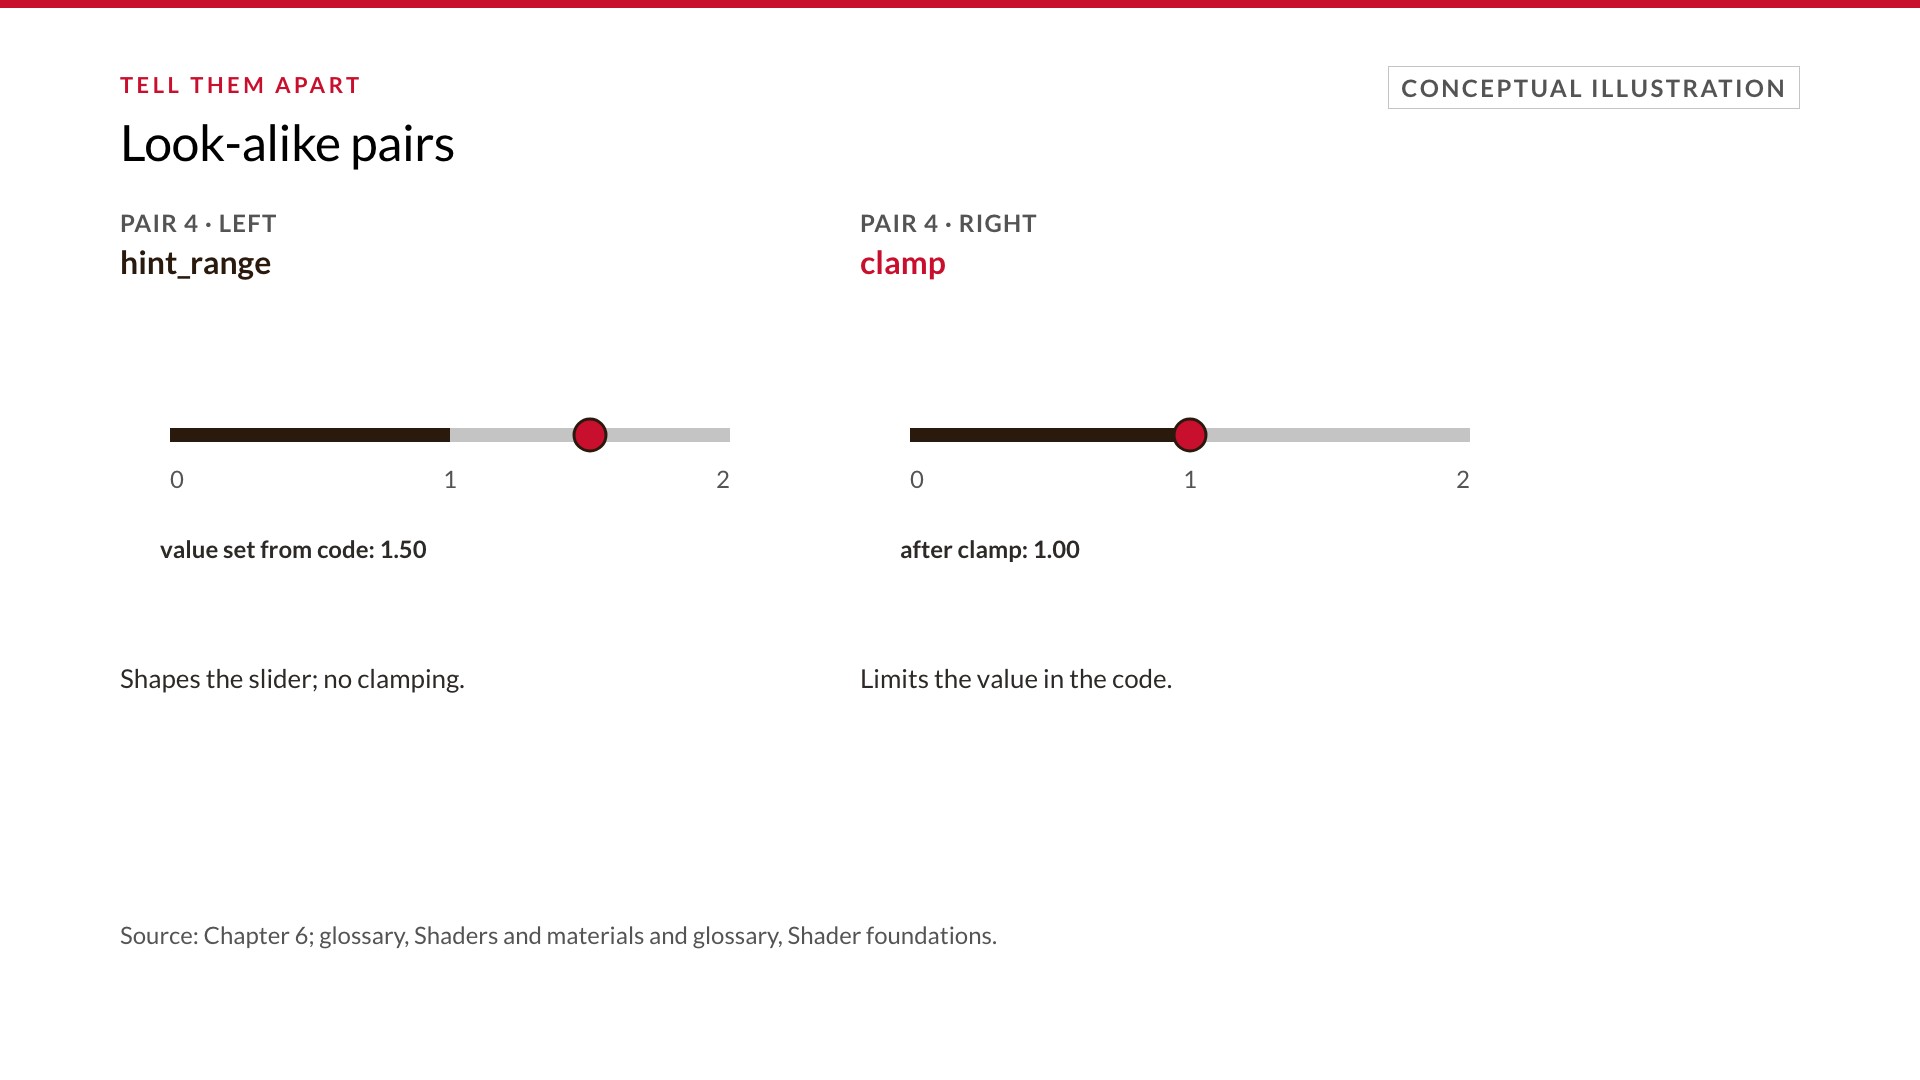 TELL THEM APART
CONCEPTUAL ILLUSTRATION
Look-alike pairs
PAIR 4 · LEFT
hint_range
PAIR 4 · RIGHT
clamp
0 1 2
0 1 2
value set from code: 1.50
after clamp: 1.00
Shapes the slider; no clamping.
Limits the value in the code.
Source: Chapter 6; glossary, Shaders and materials and glossary, Shader foundations.